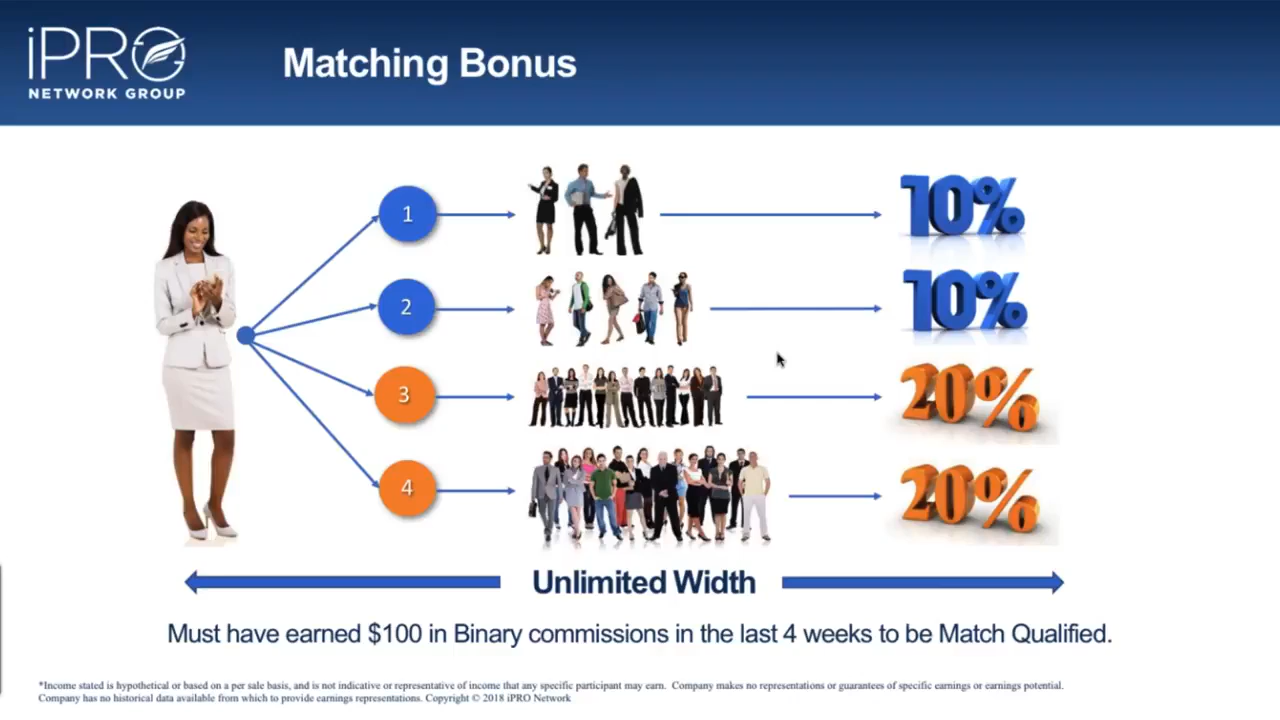 iPRO
NETWORK GROUP
Matching Bonus
1
10%
2
10%
3
20%
4
20%
Unlimited Width
Must have earned $100 in Binary commissions in the last 4 weeks to be Match Qualified.
*Income stated is hypothetical or based on a per sale basis, and is not indicative or representative of income that any specific participant may earn. Company makes no representations or guarantees of specific earnings or earnings potential.
Company has no historical data available from which to provide earnings representations. Copyright © 2018 iPRO Network